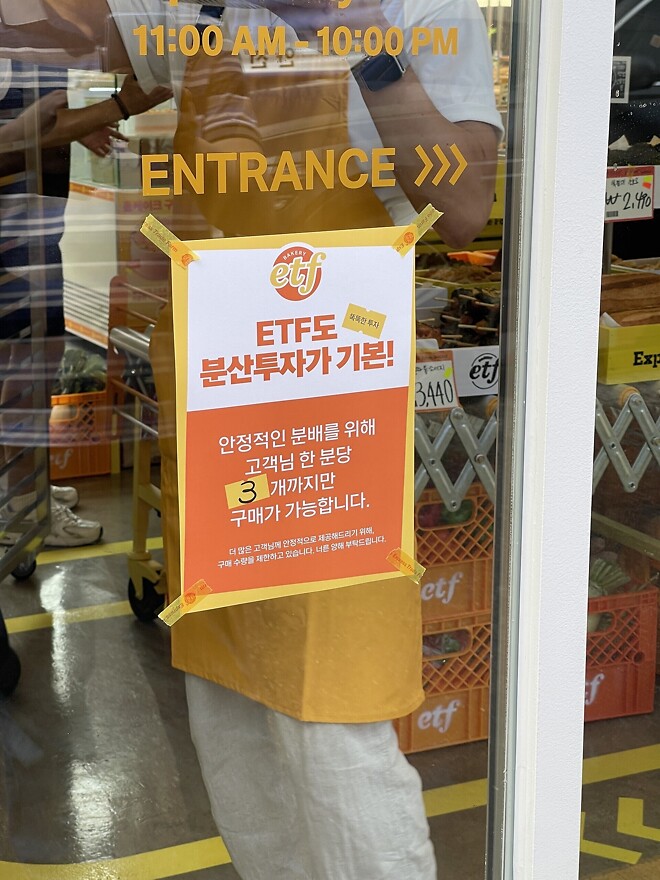 11:00 AM - 10:00 PM
ENTRANCE
BAKERY
etf
똑똑한 투자
ETF도
분산투자가 기본!
안정적인 분배를 위해
고객님 한 분당
3 개까지만
구매가 가능합니다.
더 많은 고객님께 안정적으로 제공해드리기 위해,
구매 수량을 제한하고 있습니다. 너른 양해 부탁드립니다.
₩2,490
3,440
etf
Exp
etf
etf
etf